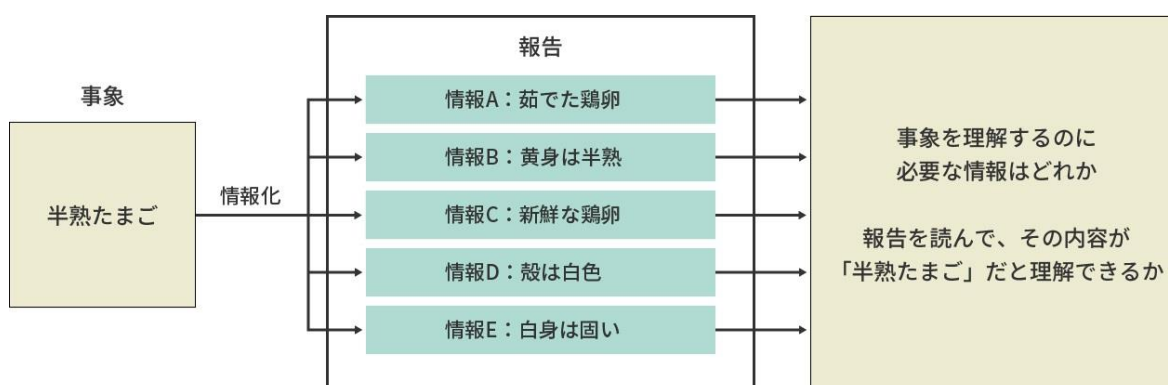 事象
半熟たまご
情報化
報告
情報A：茹でた鶏卵
情報B：黄身は半熟
情報C：新鮮な鶏卵
情報D：殻は白色
情報E：白身は固い
事象を理解するのに
必要な情報はどれか
報告を読んで、その内容が
「半熟たまご」だと理解できるか